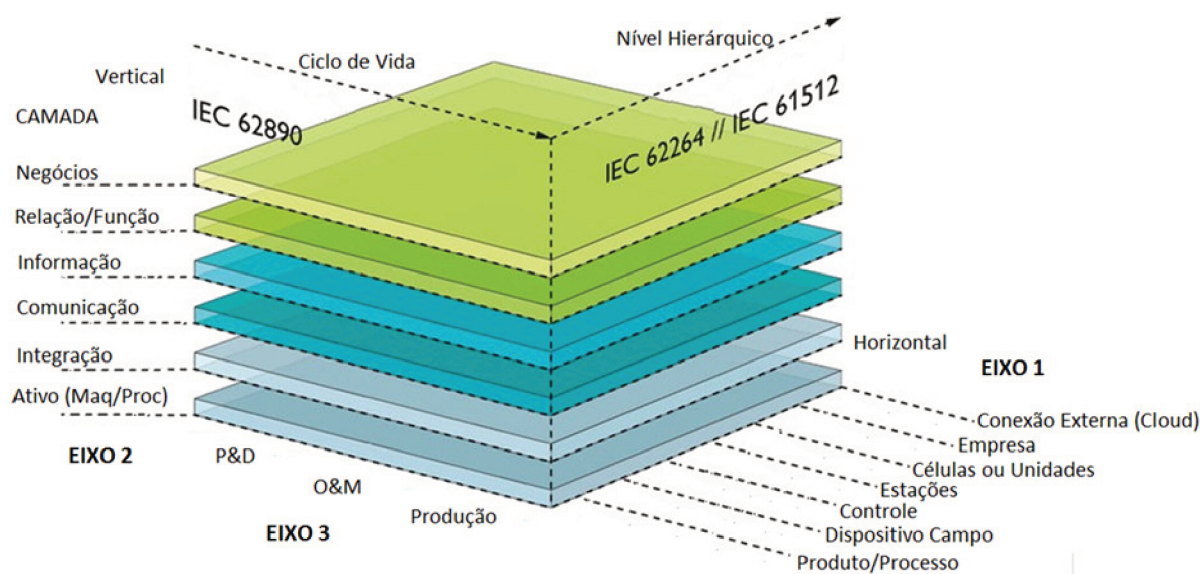 Nível Hierárquico
Ciclo de Vida
Vertical
CAMADA
IEC 62890
IEC 62264 // IEC 61512
Negócios
Relação/Função
Informação
Comunicação
Integração
Ativo (Maq/Proc)
Horizontal
EIXO 1
Conexão Externa (Cloud)
Empresa
Células ou Unidades
Estações
Controle
Dispositivo Campo
Produto/Processo
EIXO 2
P&D
O&M
Produção
EIXO 3